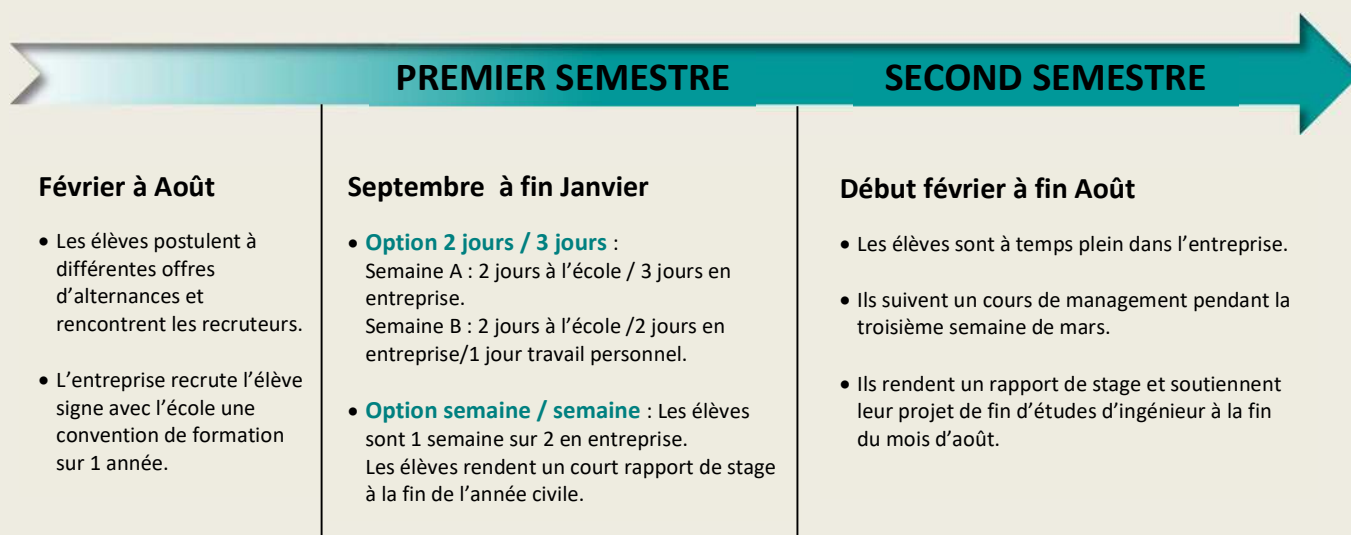 PREMIER SEMESTRE
SECOND SEMESTRE
Février à Août
• Les élèves postulent à
différentes offres
d’alternances et
rencontrent les recruteurs.
• L’entreprise recrute l’élève
signe avec l’école une
convention de formation
sur 1 année.
Septembre à fin Janvier
• Option 2 jours / 3 jours :
Semaine A : 2 jours à l’école / 3 jours en
entreprise.
Semaine B : 2 jours à l’école /2 jours en
entreprise/1 jour travail personnel.
• Option semaine / semaine : Les élèves
sont 1 semaine sur 2 en entreprise.
Les élèves rendent un court rapport de stage
à la fin de l’année civile.
Début février à fin Août
• Les élèves sont à temps plein dans l’entreprise.
• Ils suivent un cours de management pendant la
troisième semaine de mars.
• Ils rendent un rapport de stage et soutiennent
leur projet de fin d’études d’ingénieur à la fin
du mois d’août.